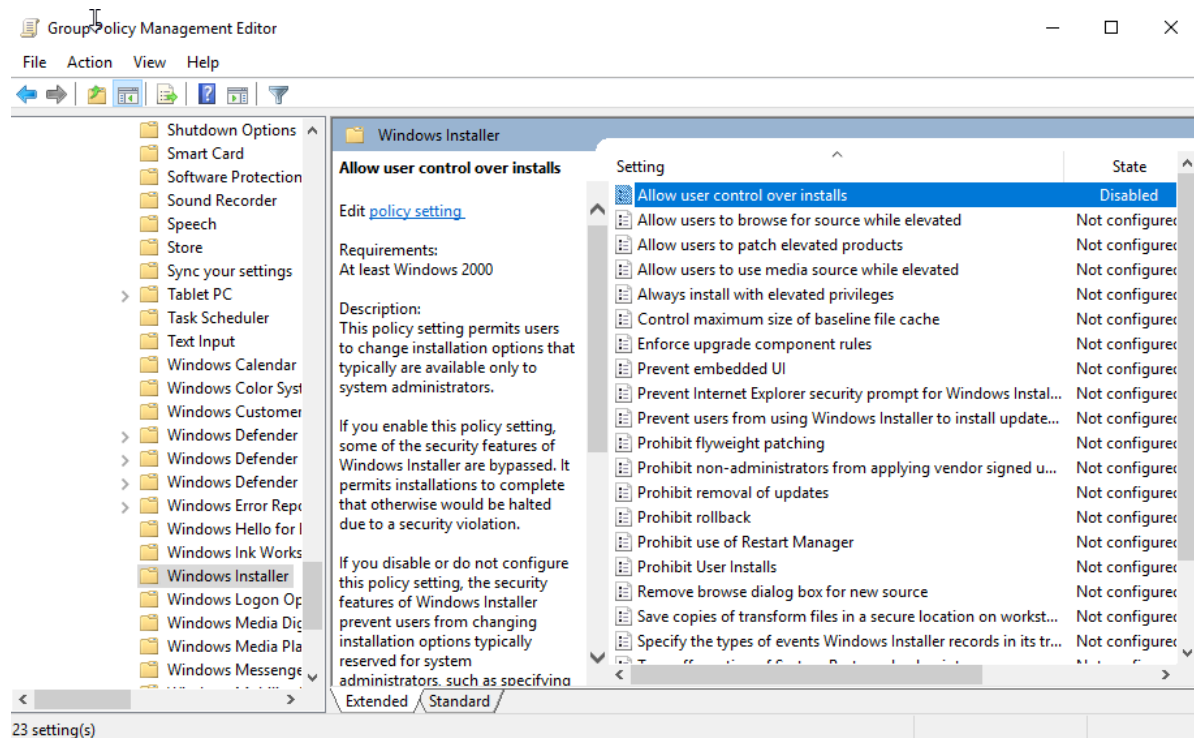 Group Policy Management Editor
File Action View Help
Shutdown Options
Smart Card
Software Protection
Sound Recorder
Speech
Store
Sync your settings
Tablet PC
Task Scheduler
Text Input
Windows Calendar
Windows Color Syst
Windows Customer
Windows Defender
Windows Defender
Windows Defender
Windows Error Repo
Windows Hello for
Windows Ink Works
Windows Installer
Windows Logon Op
Windows Media Dig
Windows Media Pla
Windows Messenge
Windows Installer
Allow user control over installs
Edit policy setting
Requirements:
At least Windows 2000
Description:
This policy setting permits users
to change installation options that
typically are available only to
system administrators.
If you enable this policy setting,
some of the security features of
Windows Installer are bypassed. It
permits installations to complete
that otherwise would be halted
due to a security violation.
If you disable or do not configure
this policy setting, the security
features of Windows Installer
prevent users from changing
installation options typically
reserved for system
administrators, such as specifying
Setting State
Allow user control over installs Disabled
Allow users to browse for source while elevated Not configured
Allow users to patch elevated products Not configured
Allow users to use media source while elevated Not configured
Always install with elevated privileges Not configured
Control maximum size of baseline file cache Not configured
Enforce upgrade component rules Not configured
Prevent embedded UI Not configured
Prevent Internet Explorer security prompt for Windows Instal... Not configured
Prevent users from using Windows Installer to install update... Not configured
Prohibit flyweight patching Not configured
Prohibit non-administrators from applying vendor signed u... Not configured
Prohibit removal of updates Not configured
Prohibit rollback Not configured
Prohibit use of Restart Manager Not configured
Prohibit User Installs Not configured
Remove browse dialog box for new source Not configured
Save copies of transform files in a secure location on workst... Not configured
Specify the types of events Windows Installer records in its tr... Not configured
Extended Standard
23 setting(s)